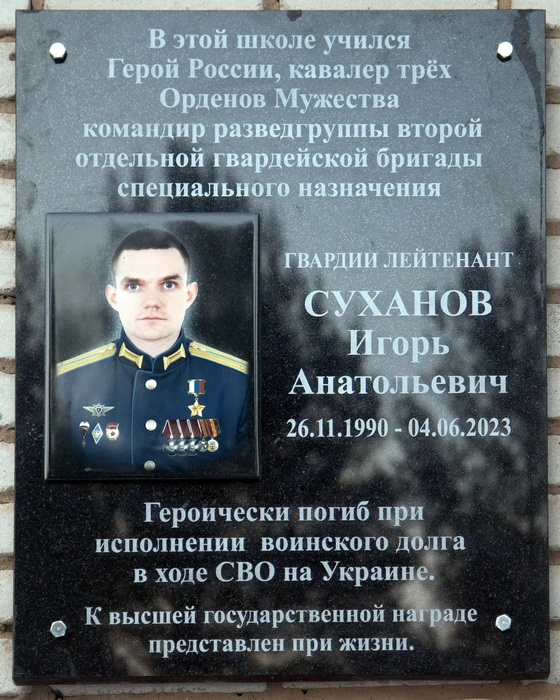 В этой школе учился
Герой России, кавалер трёх
Орденов Мужества
командир разведгруппы второй
отдельной гвардейской бригады
специального назначения
ГВАРДИИ ЛЕЙТЕНАНТ
СУХАНОВ
Игорь
Анатольевич
26.11.1990 - 04.06.2023
Героически погиб при
исполнении воинского долга
в ходе СВО на Украине.
К высшей государственной награде
представлен при жизни.